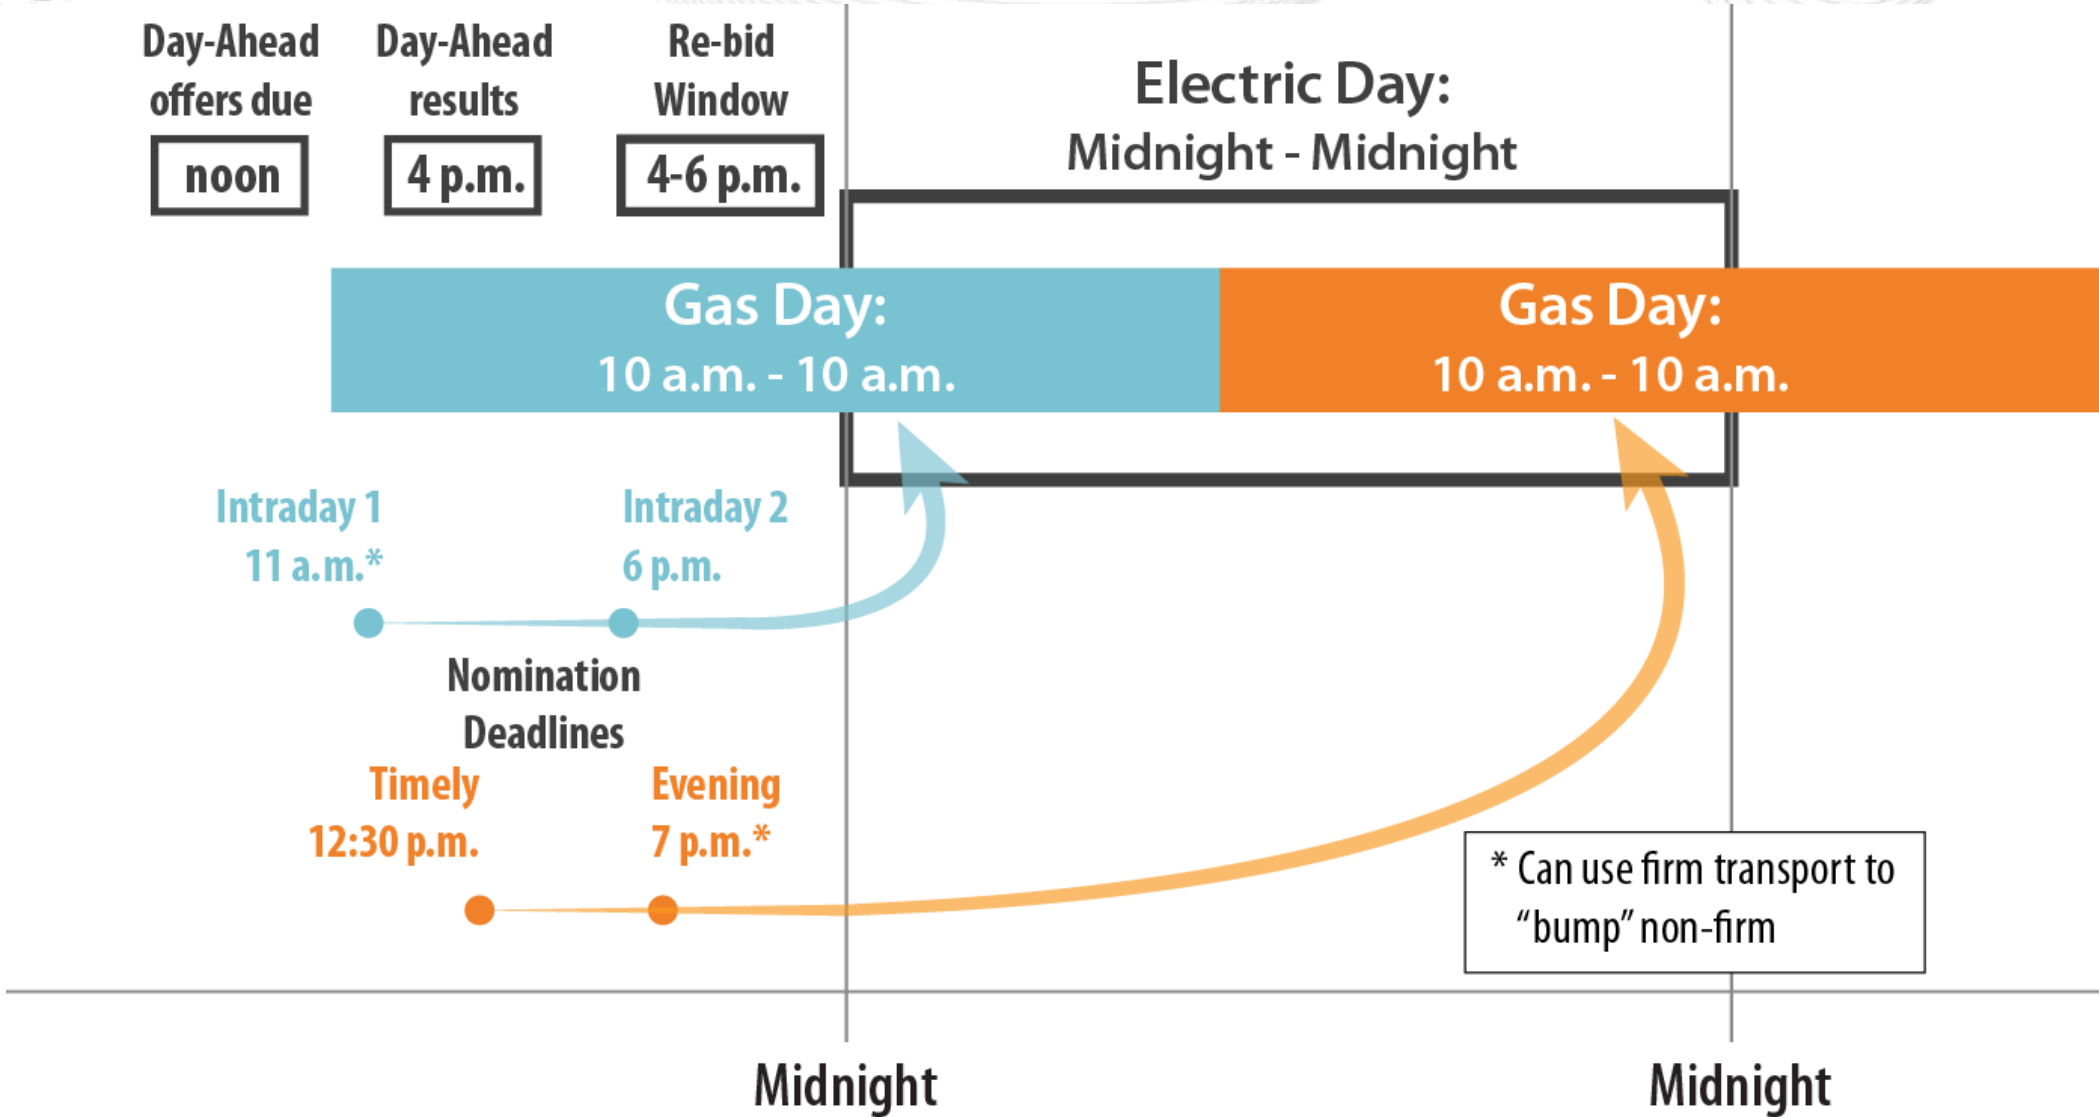 Day-Ahead
offers due
noon
Day-Ahead
results
4 p.m.
Re-bid
Window
4-6 p.m.
Electric Day:
Midnight - Midnight
Gas Day:
10 a.m. - 10 a.m.
Gas Day:
10 a.m. - 10 a.m.
Intraday 1
11 a.m.*
Intraday 2
6 p.m.
Nomination
Deadlines
Timely
12:30 p.m.
Evening
7 p.m.*
* Can use firm transport to
“bump” non-firm
Midnight
Midnight